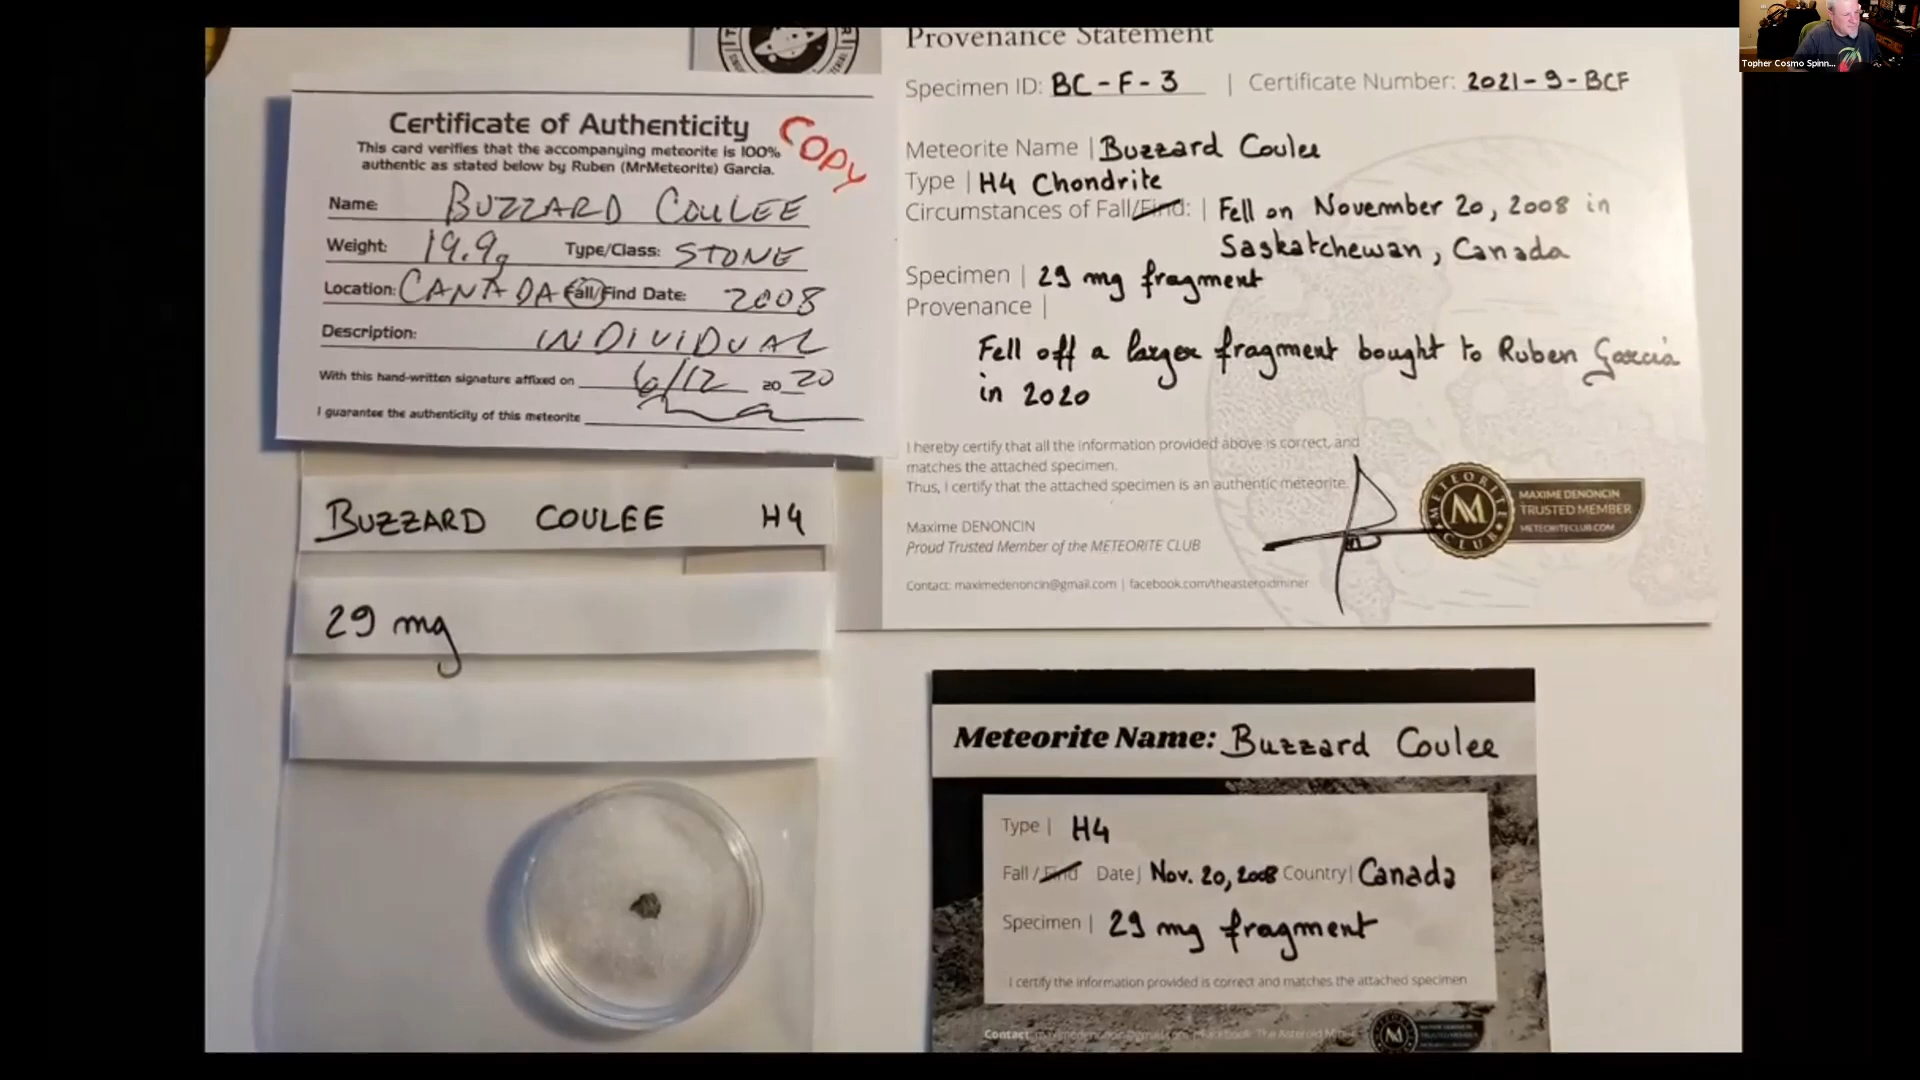 Topher Cosmo Spinn...
Certificate of Authenticity
COPY
This card verifies that the accompanying meteorite is 100%
authentic as stated below by Ruben (MrMeteorite) Garcia.
Name: BUZZARD COULEE
Weight: 19.9g Type/Class: STONE
Location: CANADA Fall/Find Date: 2008
Description: INDIVIDUAL
With this hand-written signature affixed on 6/12 20 20
I guarantee the authenticity of this meteorite
Provenance Statement
Specimen ID: BC-F-3 | Certificate Number: 2021-9-BCF
Meteorite Name | Buzzard Coulee
Type | H4 Chondrite
Circumstances of Fall/Find: | Fell on November 20, 2008 in
Saskatchewan, Canada
Specimen | 29 mg fragment
Provenance |
Fell off a larger fragment bought to Ruben Garcia
in 2020
I hereby certify that all the information provided above is correct, and
matches the attached specimen.
Thus, I certify that the attached specimen is an authentic meteorite.
Maxime DENONCIN
Proud Trusted Member of the METEORITE CLUB
Contact: maximedenoncin@gmail.com | facebook.com/theasteroidminer
METEORITE CLUB
M
MAXIME DENONCIN
TRUSTED MEMBER
METEORITECLUB.COM
BUZZARD COULEE H4
29 mg
Meteorite Name: Buzzard Coulee
Type | H4
Fall / Find Date | Nov. 20, 2008 Country | Canada
Specimen | 29 mg fragment
I certify the information provided is correct and matches the attached specimen
Contact